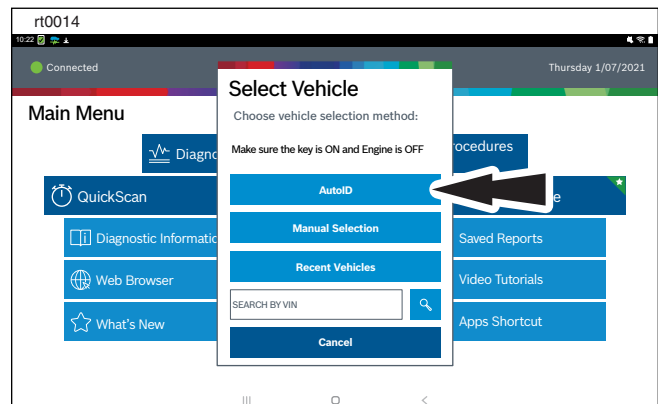 rt0014
10:22
Connected
Thursday 1/07/2021
Select Vehicle
Choose vehicle selection method:
Make sure the key is ON and Engine is OFF
AutoID
Manual Selection
Recent Vehicles
SEARCH BY VIN
Cancel
Main Menu
Diagno
rocedures
QuickScan
e
Diagnostic Informatic
Saved Reports
Web Browser
Video Tutorials
What's New
Apps Shortcut